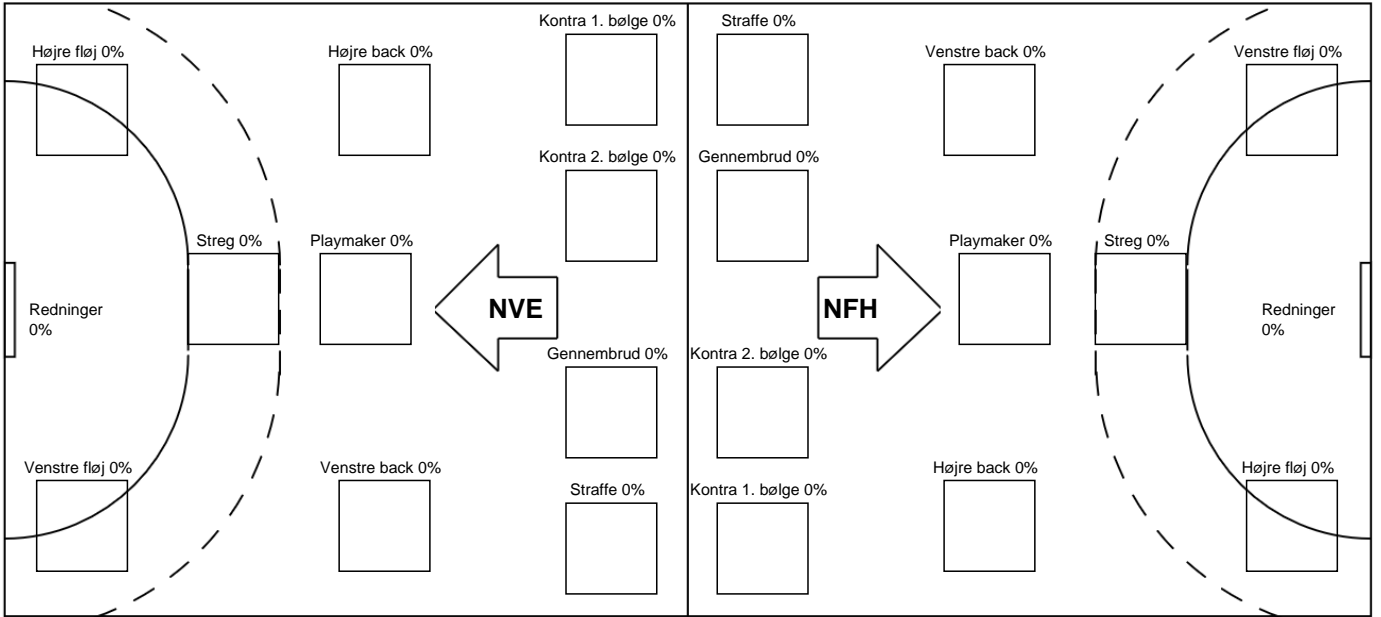 Kontra 1. bølge 0%
Straffe 0%
Højre fløj 0%
Højre back 0%
Venstre back 0%
Venstre fløj 0%
Kontra 2. bølge 0%
Gennembrud 0%
Streg 0%
Playmaker 0%
Playmaker 0%
Streg 0%
Redninger
0%
NVE
NFH
Redninger
0%
Gennembrud 0%
Kontra 2. bølge 0%
Venstre fløj 0%
Venstre back 0%
Højre back 0%
Højre fløj 0%
Straffe 0%
Kontra 1. bølge 0%